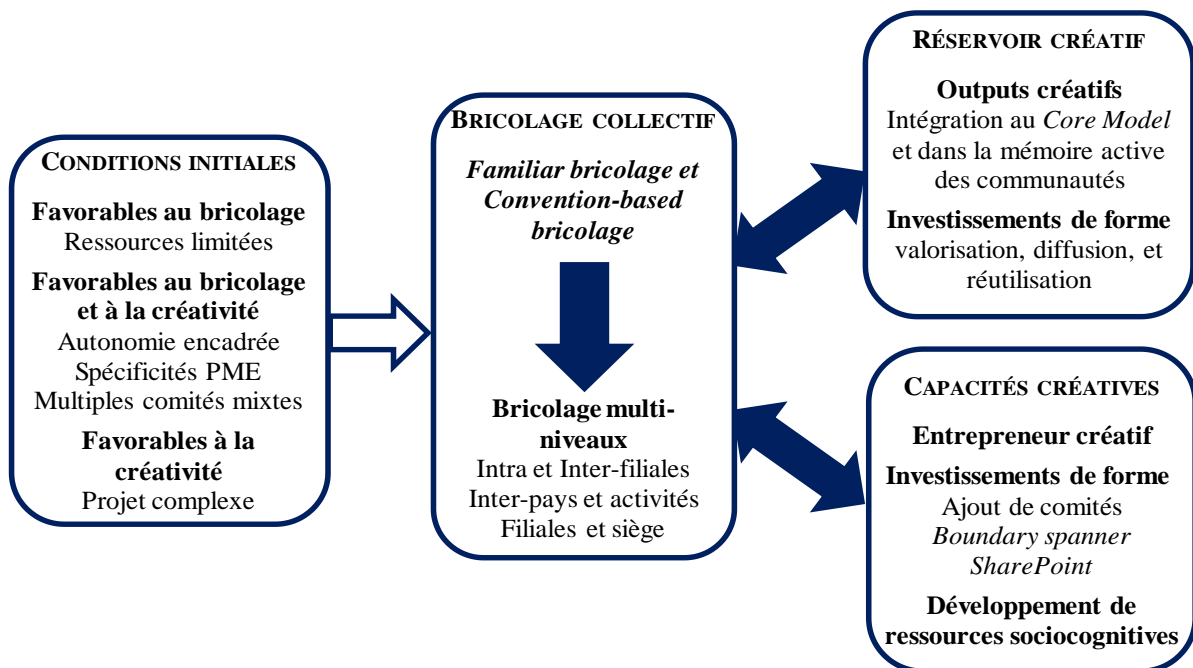 CONDITIONS INITIALES
Favorables au bricolage
Ressources limitées
Favorables au bricolage
et à la créativité
Autonomie encadrée
Spécificités PME
Multiples comités mixtes
Favorables à la
créativité
Projet complexe
BRICOLAGE COLLECTIF
Familiar bricolage et
Convention-based
bricolage
Bricolage multi-
niveaux
Intra et Inter-filiales
Inter-pays et activités
Filiales et siège
RÉSERVOIR CRÉATIF
Outputs créatifs
Intégration au Core Model
et dans la mémoire active
des communautés
Investissements de forme
valorisation, diffusion, et
réutilisation
CAPACITÉS CRÉATIVES
Entrepreneur créatif
Investissements de forme
Ajout de comités
Boundary spanner
SharePoint
Développement de
ressources sociocognitives